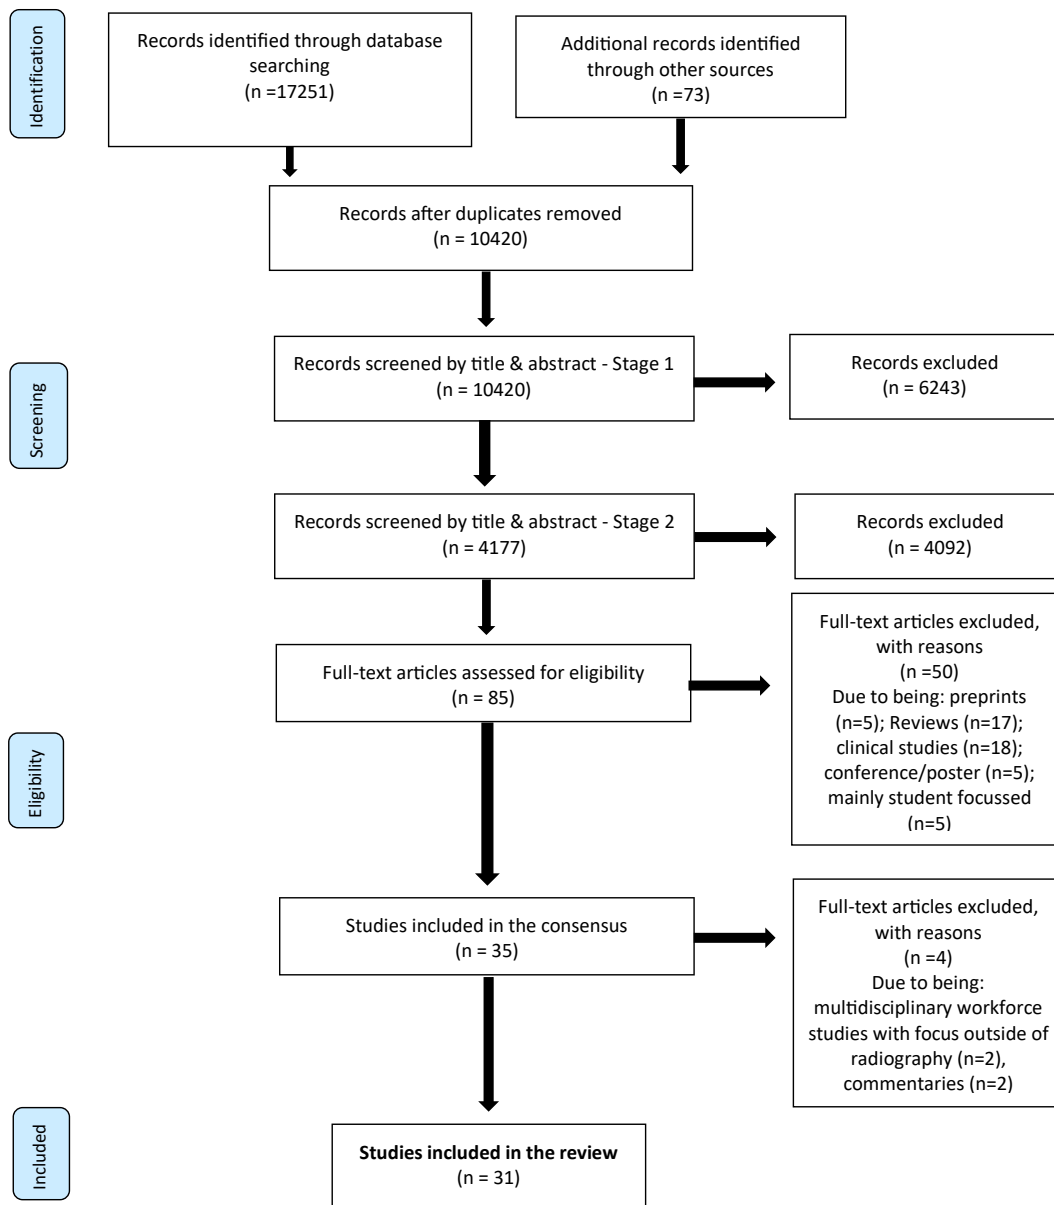 Identification
Records identified through database
searching
(n =17251)
Additional records identified
through other sources
(n =73)
Records after duplicates removed
(n = 10420)
Screening
Records screened by title & abstract - Stage 1
(n = 10420)
Records excluded
(n = 6243)
Records screened by title & abstract - Stage 2
(n = 4177)
Records excluded
(n = 4092)
Eligibility
Full-text articles assessed for eligibility
(n = 85)
Full-text articles excluded,
with reasons
(n =50)
Due to being: preprints
(n=5); Reviews (n=17);
clinical studies (n=18);
conference/poster (n=5);
mainly student focussed
(n=5)
Studies included in the consensus
(n = 35)
Full-text articles excluded,
with reasons
(n =4)
Due to being:
multidisciplinary workforce
studies with focus outside of
radiography (n=2),
commentaries (n=2)
Included
Studies included in the review
(n = 31)